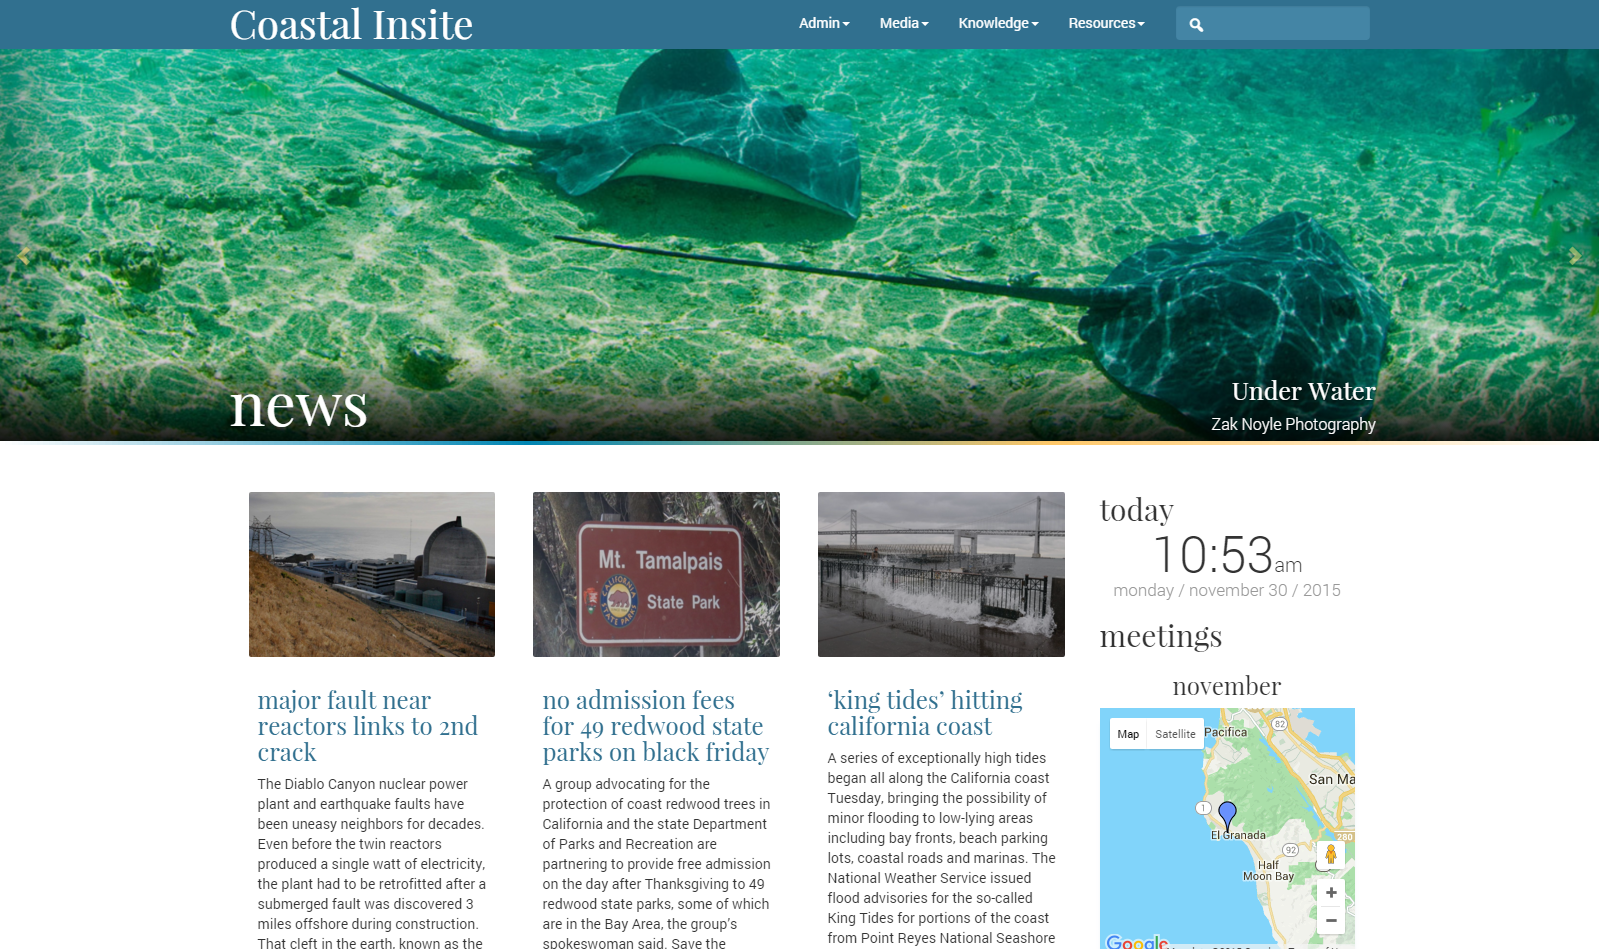 Coastal Insite
Admin
Media
Knowledge
Resources
news
Under Water
Zak Noyle Photography
Mt. Tamalpais
CALIFORNIA
STATE PARKS
State Park
major fault near
reactors links to 2nd
crack
The Diablo Canyon nuclear power
plant and earthquake faults have
been uneasy neighbors for decades.
Even before the twin reactors
produced a single watt of electricity,
the plant had to be retrofitted after a
submerged fault was discovered 3
miles offshore during construction.
That cleft in the earth, known as the
no admission fees
for 49 redwood state
parks on black friday
A group advocating for the
protection of coast redwood trees in
California and the state Department
of Parks and Recreation are
partnering to provide free admission
on the day after Thanksgiving to 49
redwood state parks, some of which
are in the Bay Area, the group's
spokeswoman said. Save the
‘king tides’ hitting
california coast
A series of exceptionally high tides
began all along the California coast
Tuesday, bringing the possibility of
minor flooding to low-lying areas
including bay fronts, beach parking
lots, coastal roads and marinas. The
National Weather Service issued
flood advisories for the so-called
King Tides for portions of the coast
from Point Reyes National Seashore
today
10:53am
monday / november 30 / 2015
meetings
november
Map
Satellite
Pacifica
82
San Ma
1
El Granada
280
92
Half
Moon Bay
Google